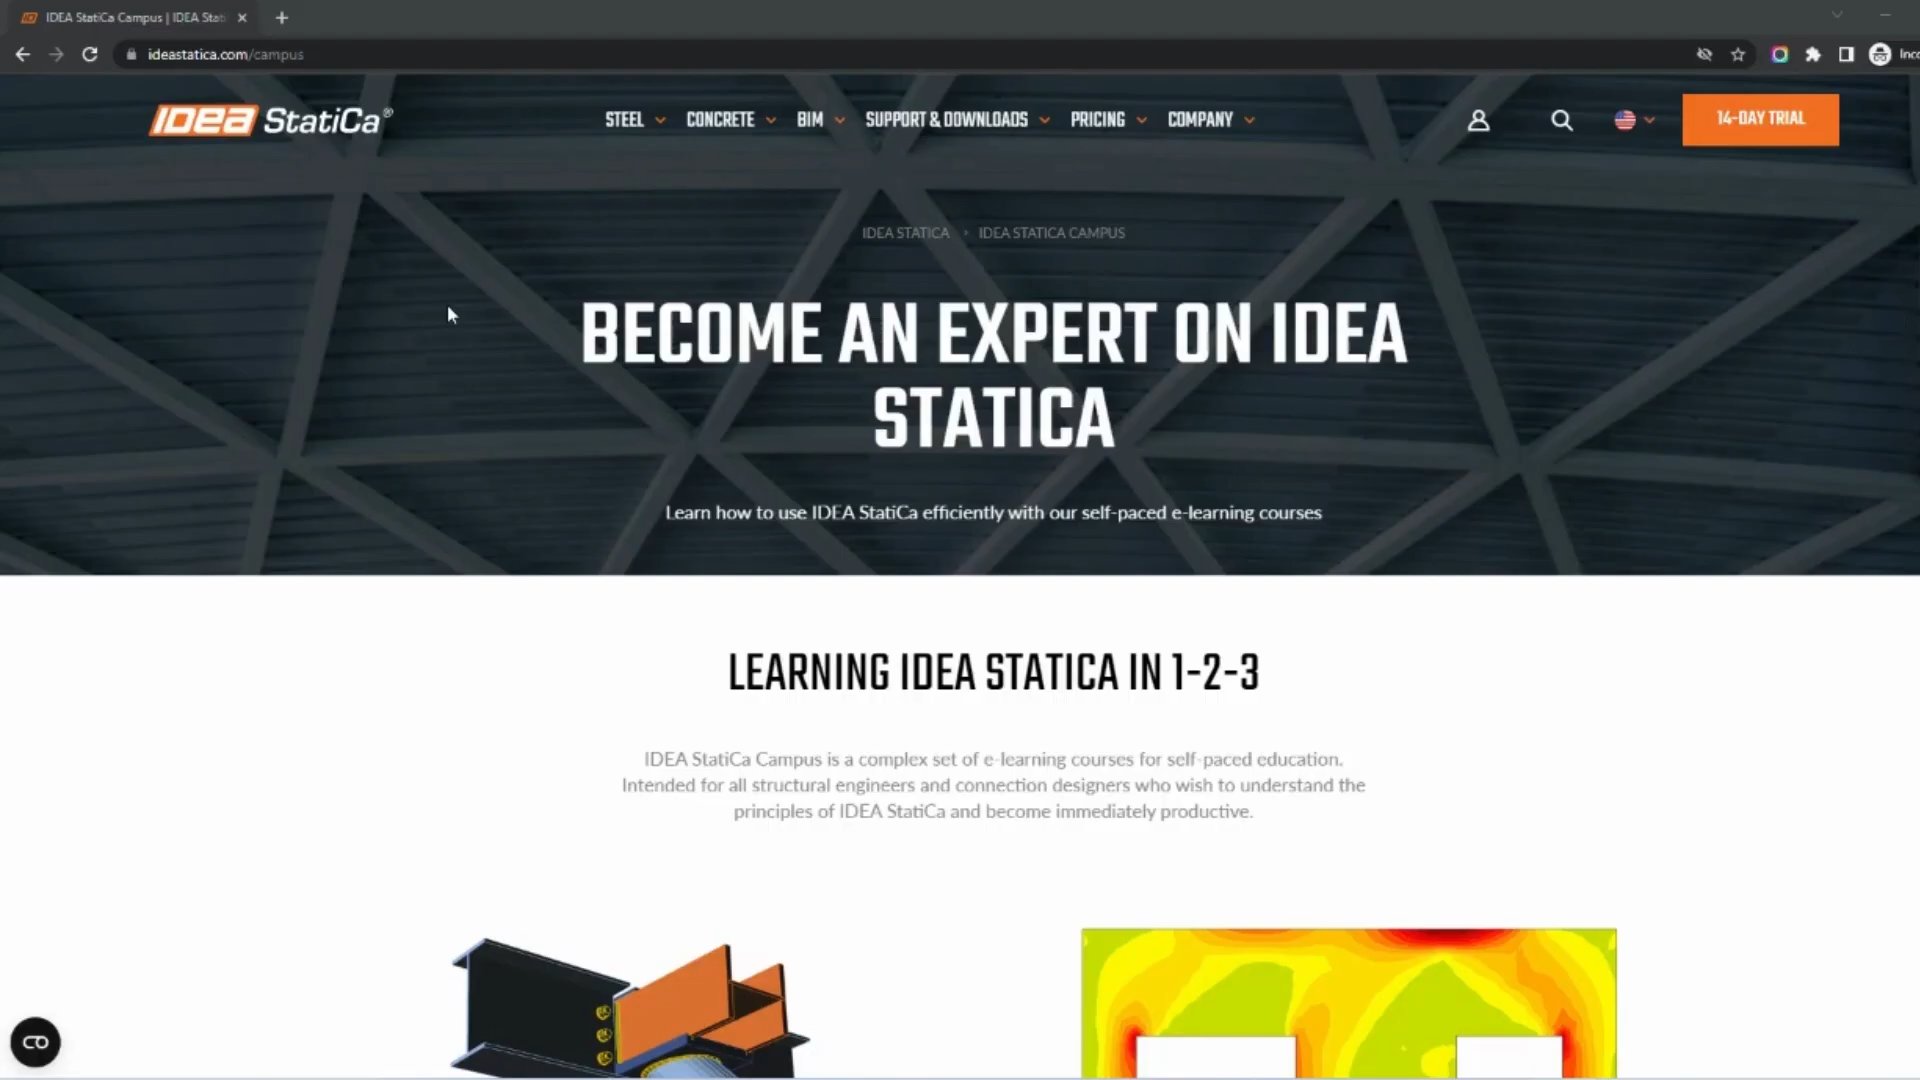 IDEA StatiCa Campus | IDEA Stati
ideastatica.com/campus
Inco
IDEA StatiCa®
STEEL CONCRETE BIM SUPPORT & DOWNLOADS PRICING COMPANY
14-DAY TRIAL
IDEA STATICA › IDEA STATICA CAMPUS
BECOME AN EXPERT ON IDEA
STATICA
Learn how to use IDEA StatiCa efficiently with our self-paced e-learning courses
LEARNING IDEA STATICA IN 1-2-3
IDEA StatiCa Campus is a complex set of e-learning courses for self-paced education.
Intended for all structural engineers and connection designers who wish to understand the
principles of IDEA StatiCa and become immediately productive.